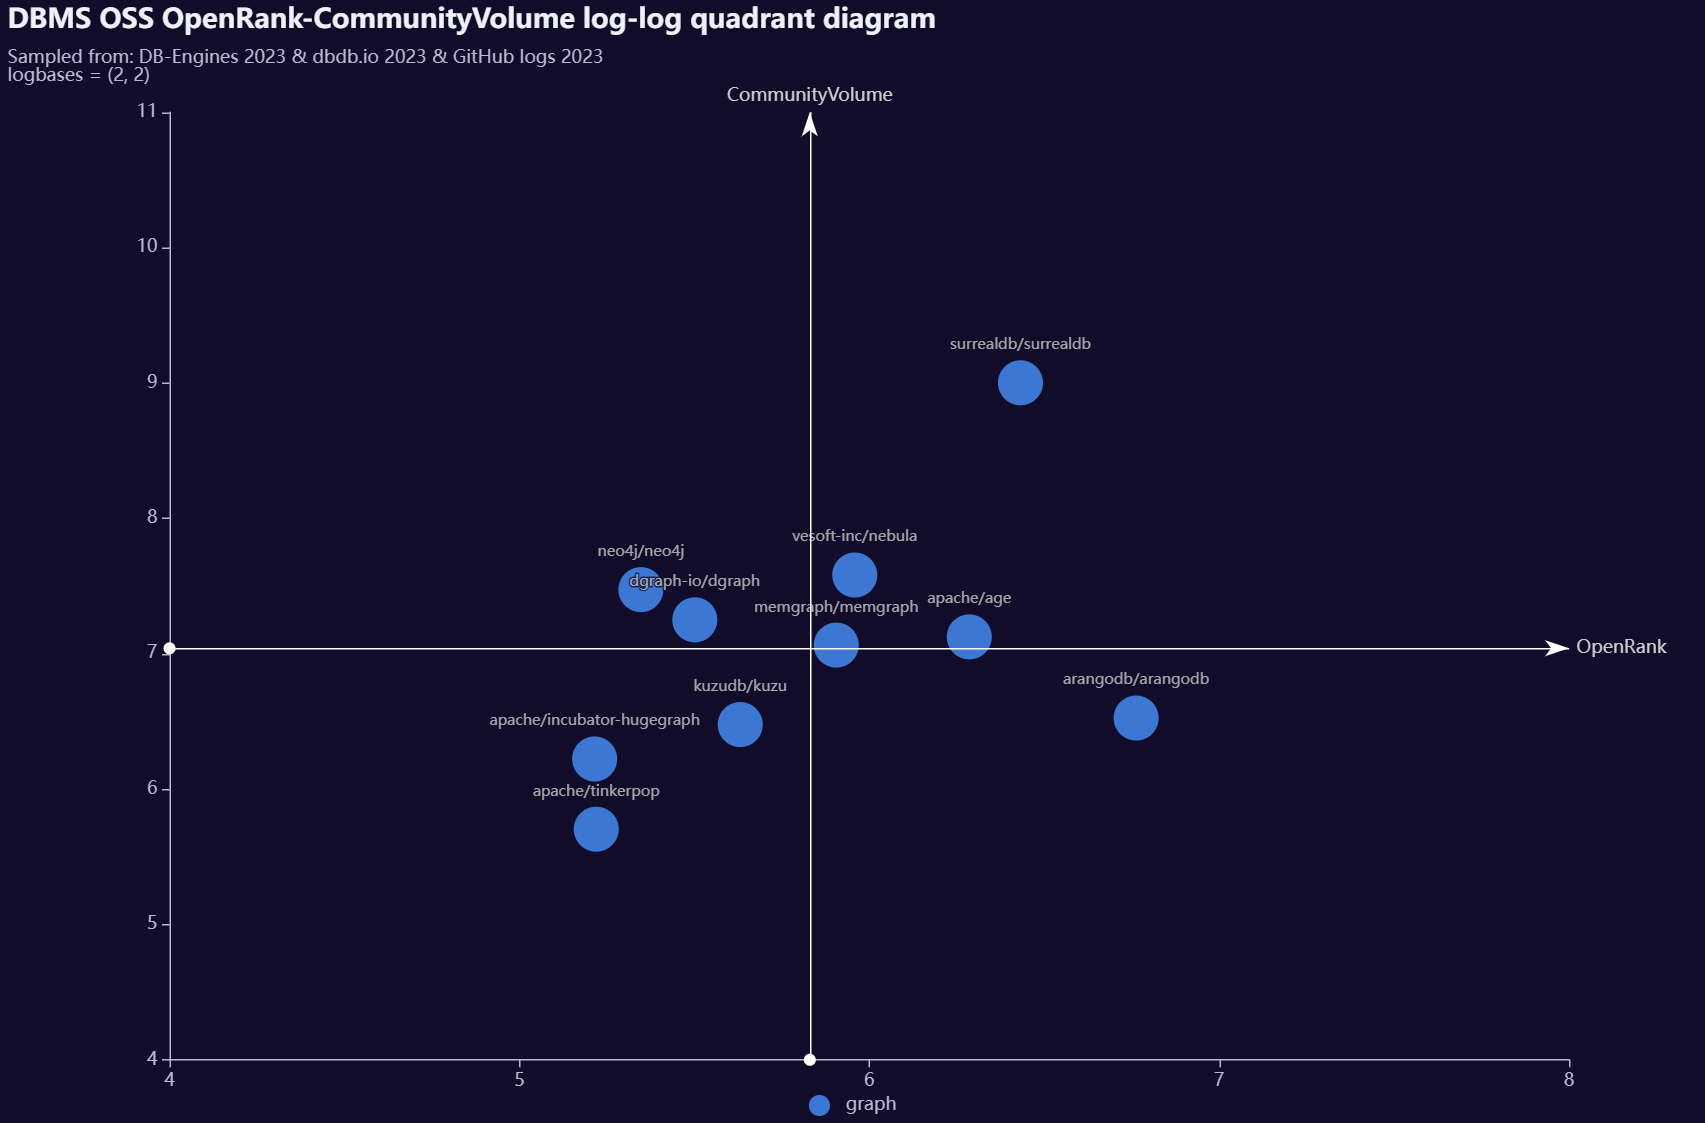 DBMS OSS OpenRank-CommunityVolume log-log quadrant diagram
Sampled from: DB-Engines 2023 & dbdb.io 2023 & GitHub logs 2023
logbases = (2, 2)
CommunityVolume
11
10
surrealdb/surrealdb
9
8
vesoft-inc/nebula
neo4j/neo4j
dgraph-io/dgraph
apache/age
memgraph/memgraph
7
OpenRank
arangodb/arangodb
kuzudb/kuzu
apache/incubator-hugegraph
6
apache/tinkerpop
5
4
4 5 6 7 8
graph